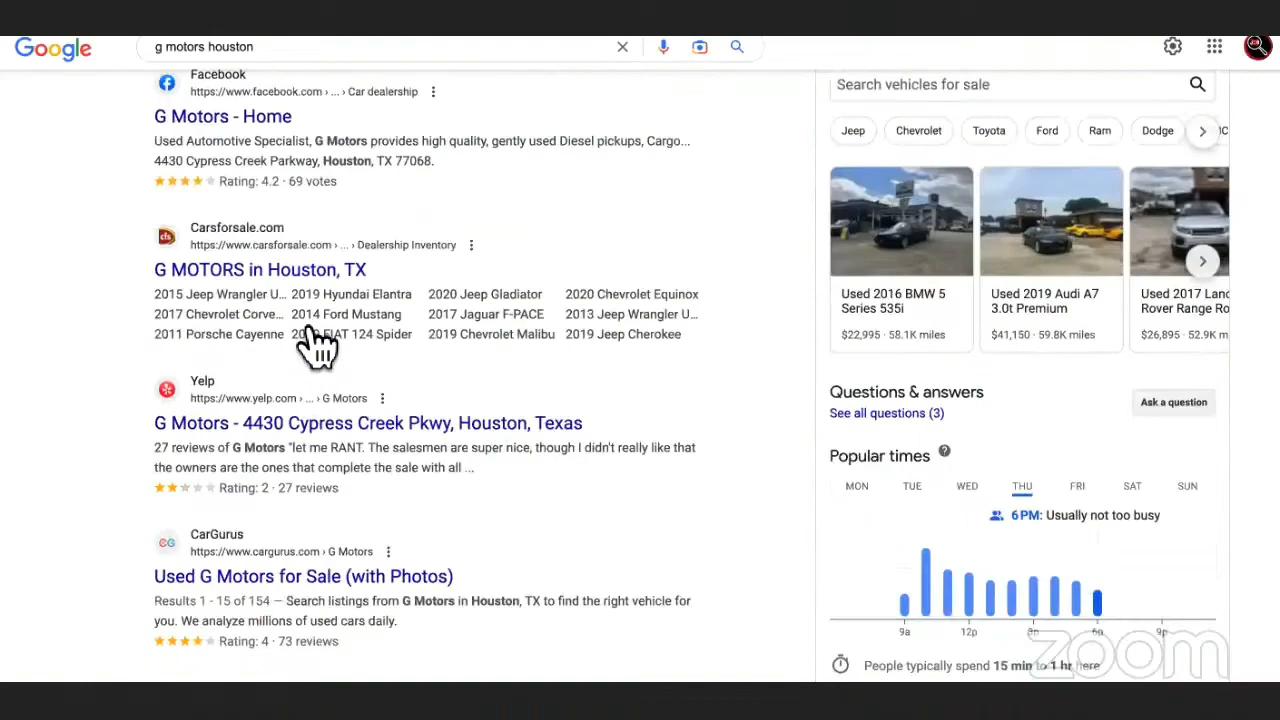 Google
g motors houston
Facebook
https://www.facebook.com › ... › Car dealership
G Motors - Home
Used Automotive Specialist, G Motors provides high quality, gently used Diesel pickups, Cargo...
4430 Cypress Creek Parkway, Houston, TX 77068.
Rating: 4.2 · 69 votes
cfs
Carsforsale.com
https://www.carsforsale.com › ... › Dealership Inventory
G MOTORS in Houston, TX
2015 Jeep Wrangler U... 2019 Hyundai Elantra 2020 Jeep Gladiator 2020 Chevrolet Equinox
2017 Chevrolet Corve... 2014 Ford Mustang 2017 Jaguar F-PACE 2013 Jeep Wrangler U...
2011 Porsche Cayenne FIAT 124 Spider 2019 Chevrolet Malibu 2019 Jeep Cherokee
Yelp
https://www.yelp.com › ... › G Motors
G Motors - 4430 Cypress Creek Pkwy, Houston, Texas
27 reviews of G Motors "let me RANT. The salesmen are super nice, though I didn't really like that
the owners are the ones that complete the sale with all ...
Rating: 2 · 27 reviews
CG
CarGurus
https://www.cargurus.com › G Motors
Used G Motors for Sale (with Photos)
Results 1 - 15 of 154 — Search listings from G Motors in Houston, TX to find the right vehicle for
you. We analyze millions of used cars daily.
Rating: 4 · 73 reviews
Search vehicles for sale
Jeep Chevrolet Toyota Ford Ram Dodge
Used 2016 BMW 5
Series 535i
$22,995 · 58.1K miles
Used 2019 Audi A7
3.0t Premium
$41,150 · 59.8K miles
Used 2017 Lanc
Rover Range Ro
$26,895 · 52.9K m
Questions & answers
See all questions (3)
Ask a question
Popular times
MON TUE WED THU FRI SAT SUN
6 PM: Usually not too busy
9a 12p 3p 6p 9p
People typically spend 15 min to 1 hr here
zoom